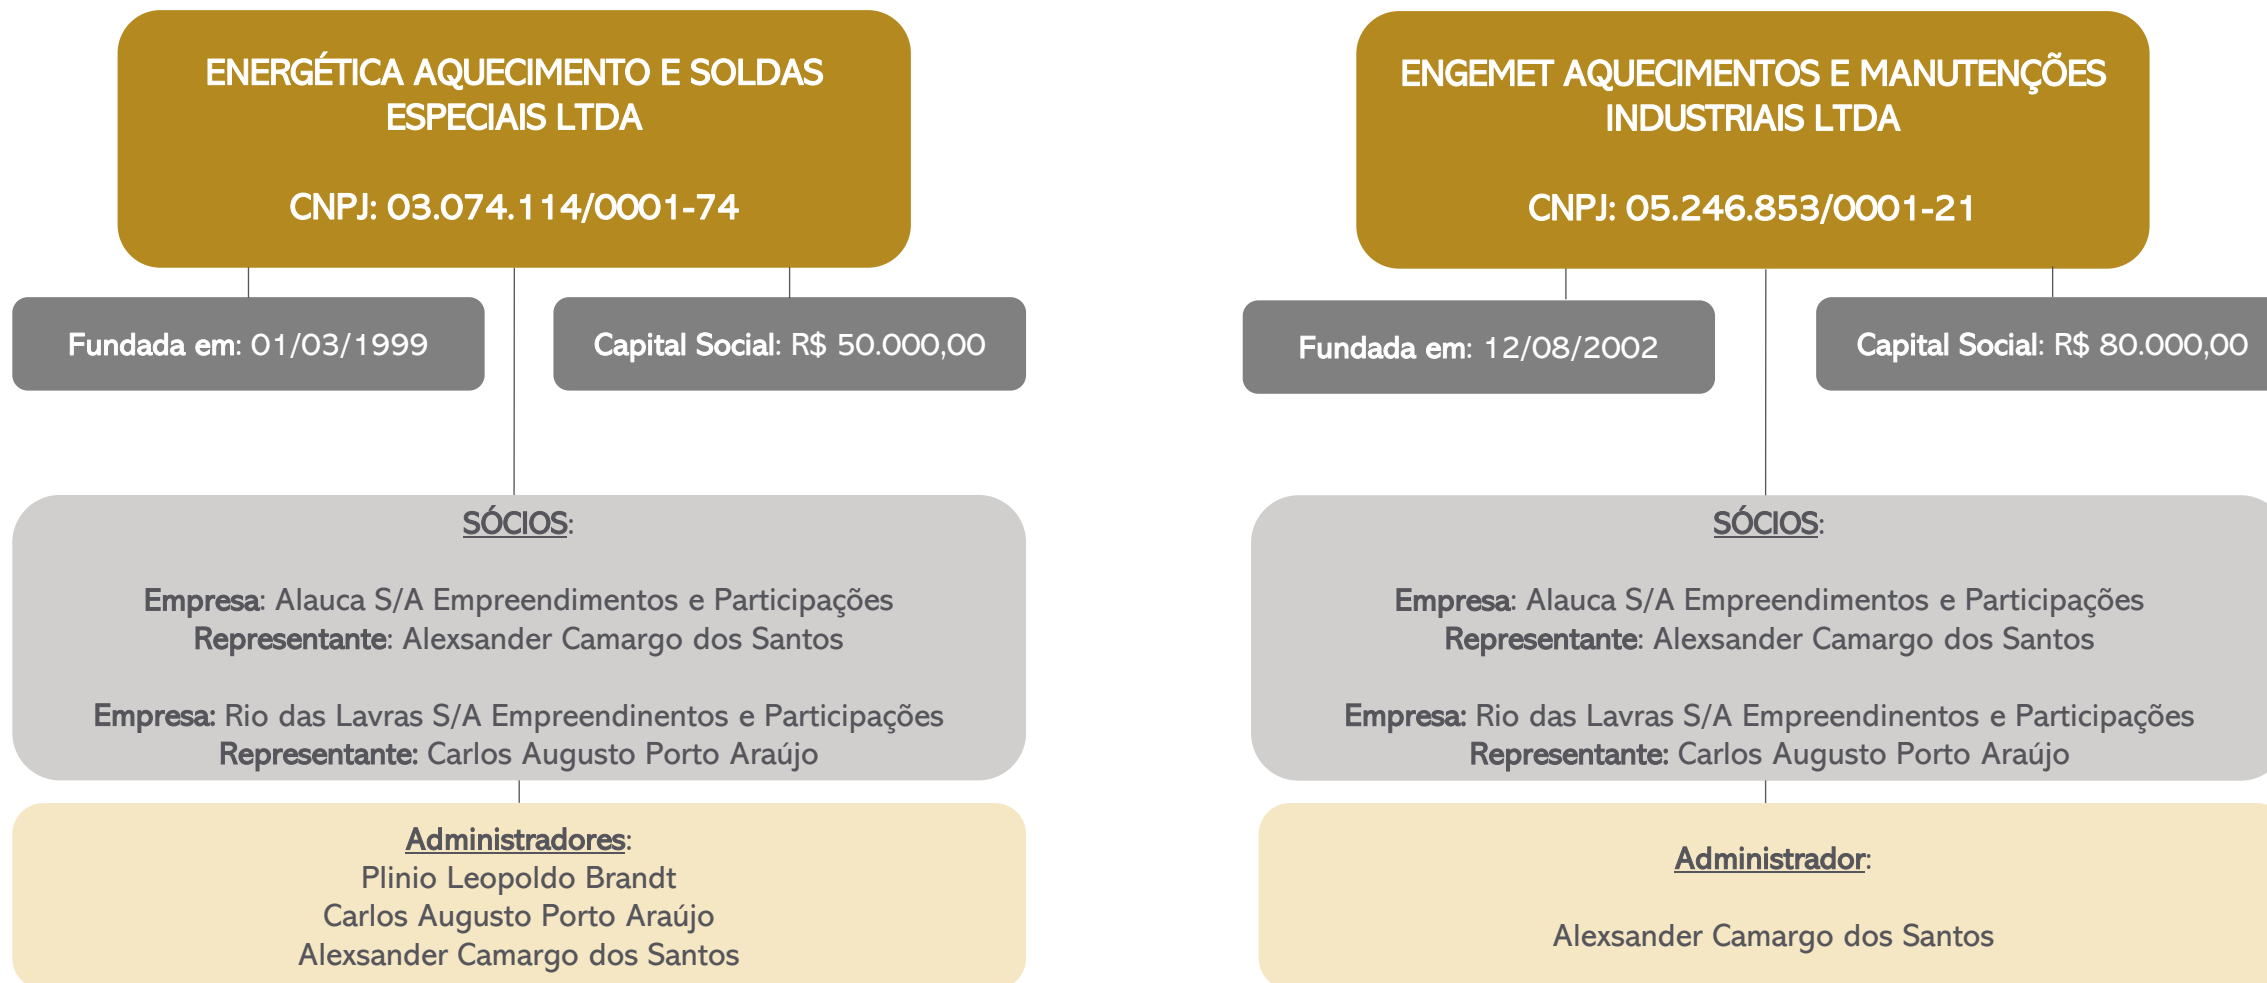 ENERGÉTICA AQUECIMENTO E SOLDAS
ESPECIAIS LTDA
CNPJ: 03.074.114/0001-74
Fundada em: 01/03/1999
Capital Social: R$ 50.000,00
SÓCIOS:
Empresa: Alauca S/A Empreendimentos e Participações
Representante: Alexsander Camargo dos Santos
Empresa: Rio das Lavras S/A Empreendinentos e Participações
Representante: Carlos Augusto Porto Araújo
Administradores:
Plinio Leopoldo Brandt
Carlos Augusto Porto Araújo
Alexsander Camargo dos Santos
ENGEMET AQUECIMENTOS E MANUTENÇÕES
INDUSTRIAIS LTDA
CNPJ: 05.246.853/0001-21
Fundada em: 12/08/2002
Capital Social: R$ 80.000,00
SÓCIOS:
Empresa: Alauca S/A Empreendimentos e Participações
Representante: Alexsander Camargo dos Santos
Empresa: Rio das Lavras S/A Empreendinentos e Participações
Representante: Carlos Augusto Porto Araújo
Administrador:
Alexsander Camargo dos Santos